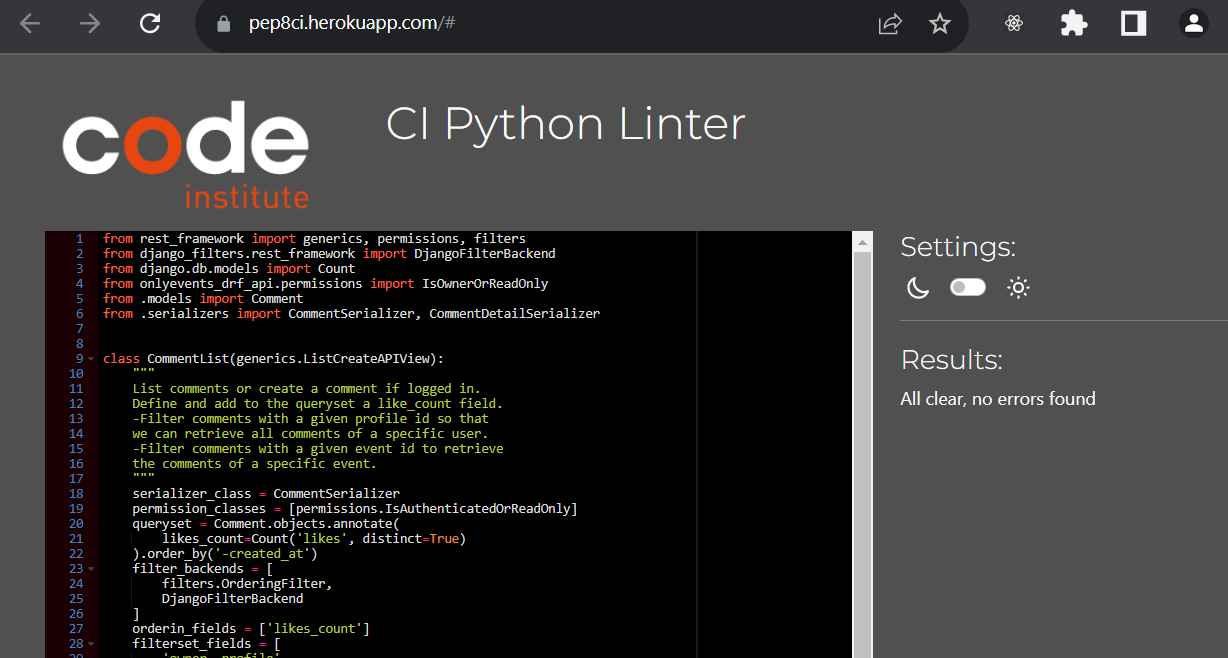 pep8ci.herokuapp.com/#
code
institute
CI Python Linter
1 from rest_framework import generics, permissions, filters
2 from django_filters.rest_framework import DjangoFilterBackend
3 from django.db.models import Count
4 from onlyevents_drf_api.permissions import IsOwnerOrReadOnly
5 from .models import Comment
6 from .serializers import CommentSerializer, CommentDetailSerializer
7
8
9 class CommentList(generics.ListCreateAPIView):
10 """
11 List comments or create a comment if logged in.
12 Define and add to the queryset a like_count field.
13 -Filter comments with a given profile id so that
14 we can retrieve all comments of a specific user.
15 -Filter comments with a given event id to retrieve
16 the comments of a specific event.
17 """
18 serializer_class = CommentSerializer
19 permission_classes = [permissions.IsAuthenticatedOrReadOnly]
20 queryset = Comment.objects.annotate(
21 likes_count=Count('likes', distinct=True)
22 ).order_by('-created_at')
23 filter_backends = [
24 filters.OrderingFilter,
25 DjangoFilterBackend
26 ]
27 orderin_fields = ['likes_count']
28 filterset_fields = [
Settings:
Results:
All clear, no errors found